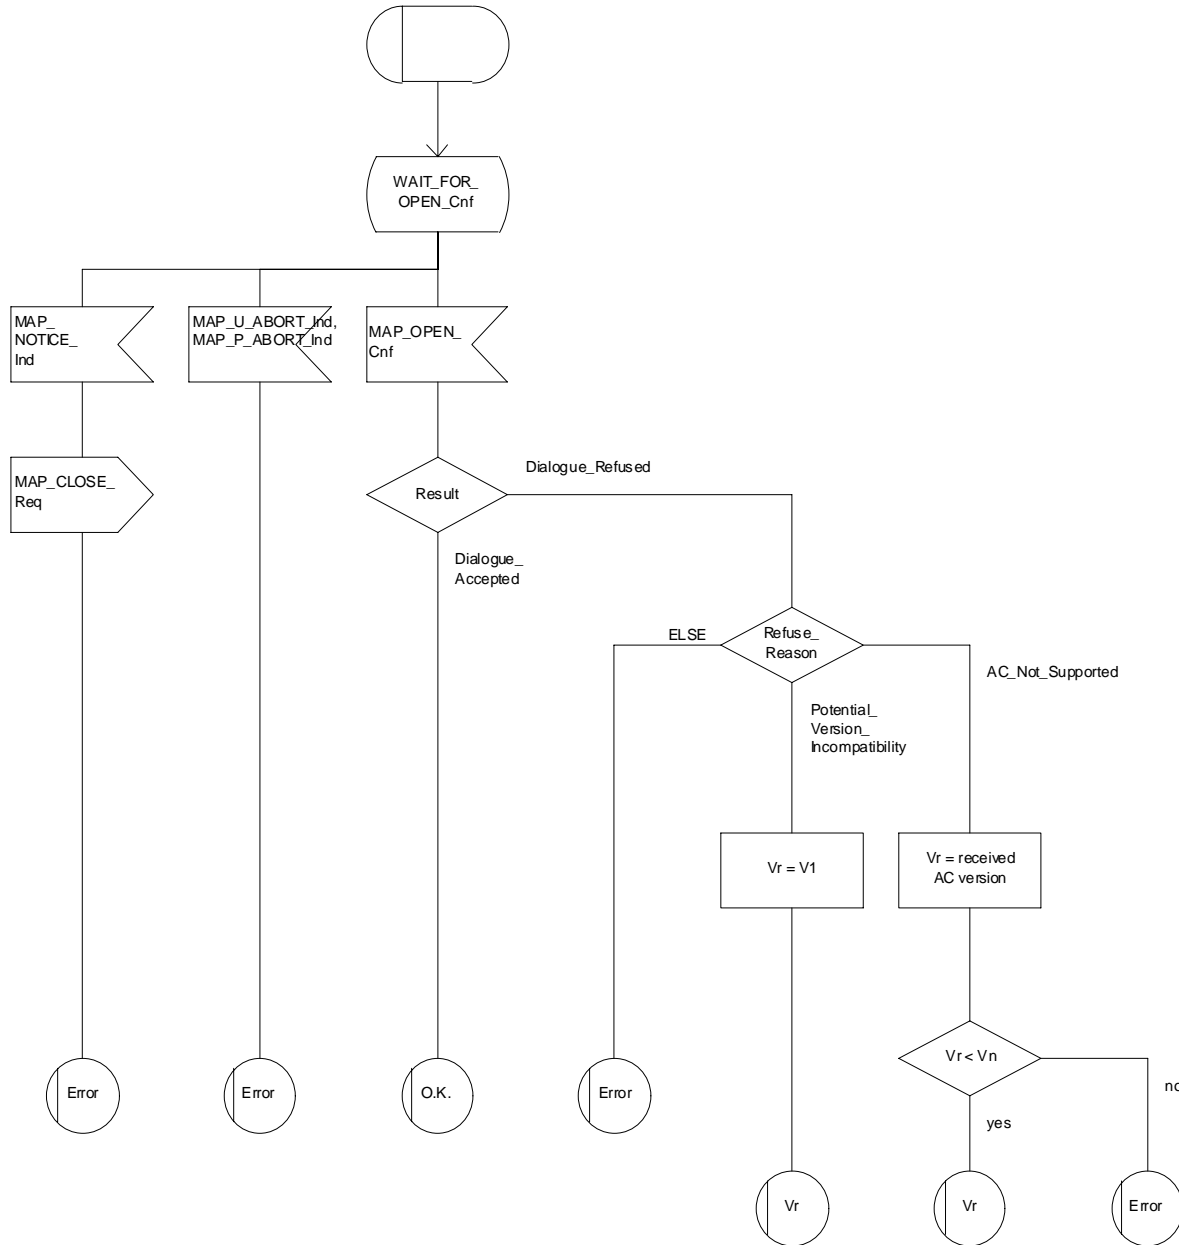 WAIT_FOR_
OPEN_Cnf
MAP_
NOTICE_
Ind
MAP_U_ABORT_Ind,
MAP_P_ABORT_Ind
MAP_OPEN_
Cnf
MAP_CLOSE_
Req
Result
Dialogue_Refused
Dialogue_
Accepted
ELSE
Refuse_
Reason
AC_Not_Supported
Potential_
Version_
Incompatibility
Vr = V1
Vr = received
AC version
Vr < Vn
no
yes
Error
Error
O.K.
Error
Vr
Vr
Error